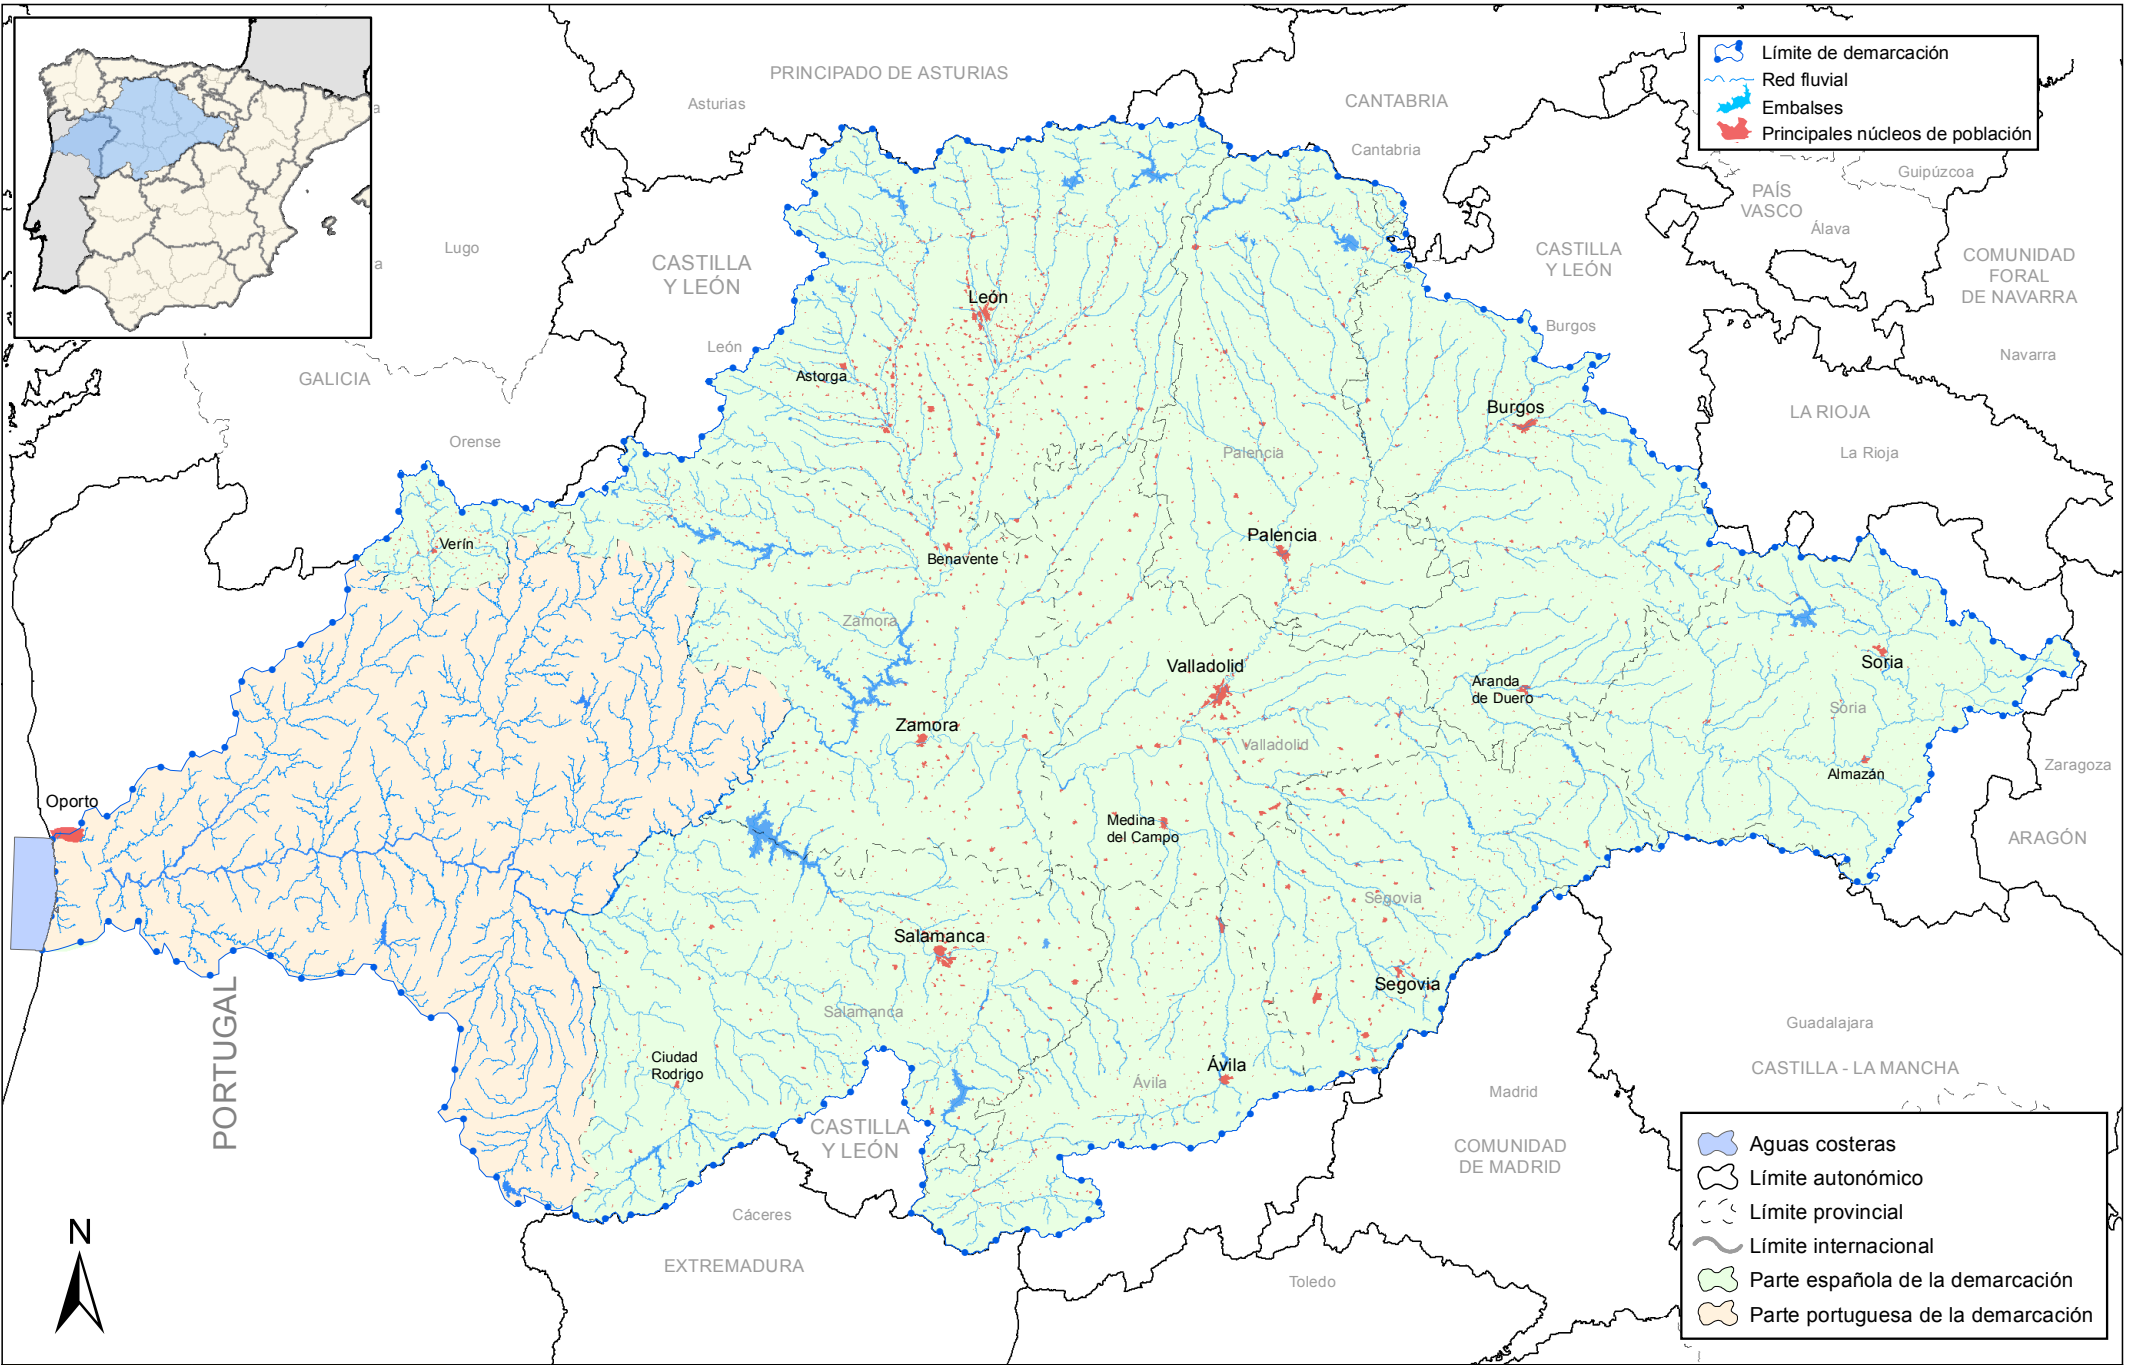 PRINCIPADO DE ASTURIAS
Asturias
CANTABRIA
Cantabria
Límite de demarcación
Red fluvial
Embalses
Principales núcleos de población
Guipúzcoa
PAÍS
VASCO
Álava
COMUNIDAD
FORAL
DE NAVARRA
Navarra
a
a
Lugo
CASTILLA
Y LEÓN
León
CASTILLA
Y LEÓN
Burgos
León
Astorga
GALICIA
Orense
Burgos
LA RIOJA
La Rioja
Palencia
Verín
Benavente
Palencia
Zamora
Valladolid
Zamora
Valladolid
Aranda
de Duero
Soria
Soria
Almazán
Zaragoza
ARAGÓN
Oporto
Medina
del Campo
Segovia
Salamanca
Segovia
Salamanca
PORTUGAL
Ciudad
Rodrigo
Ávila
Ávila
CASTILLA
Y LEÓN
Guadalajara
CASTILLA - LA MANCHA
Madrid
COMUNIDAD
DE MADRID
Cáceres
EXTREMADURA
Toledo
N
Aguas costeras
Límite autonómico
Límite provincial
Límite internacional
Parte española de la demarcación
Parte portuguesa de la demarcación